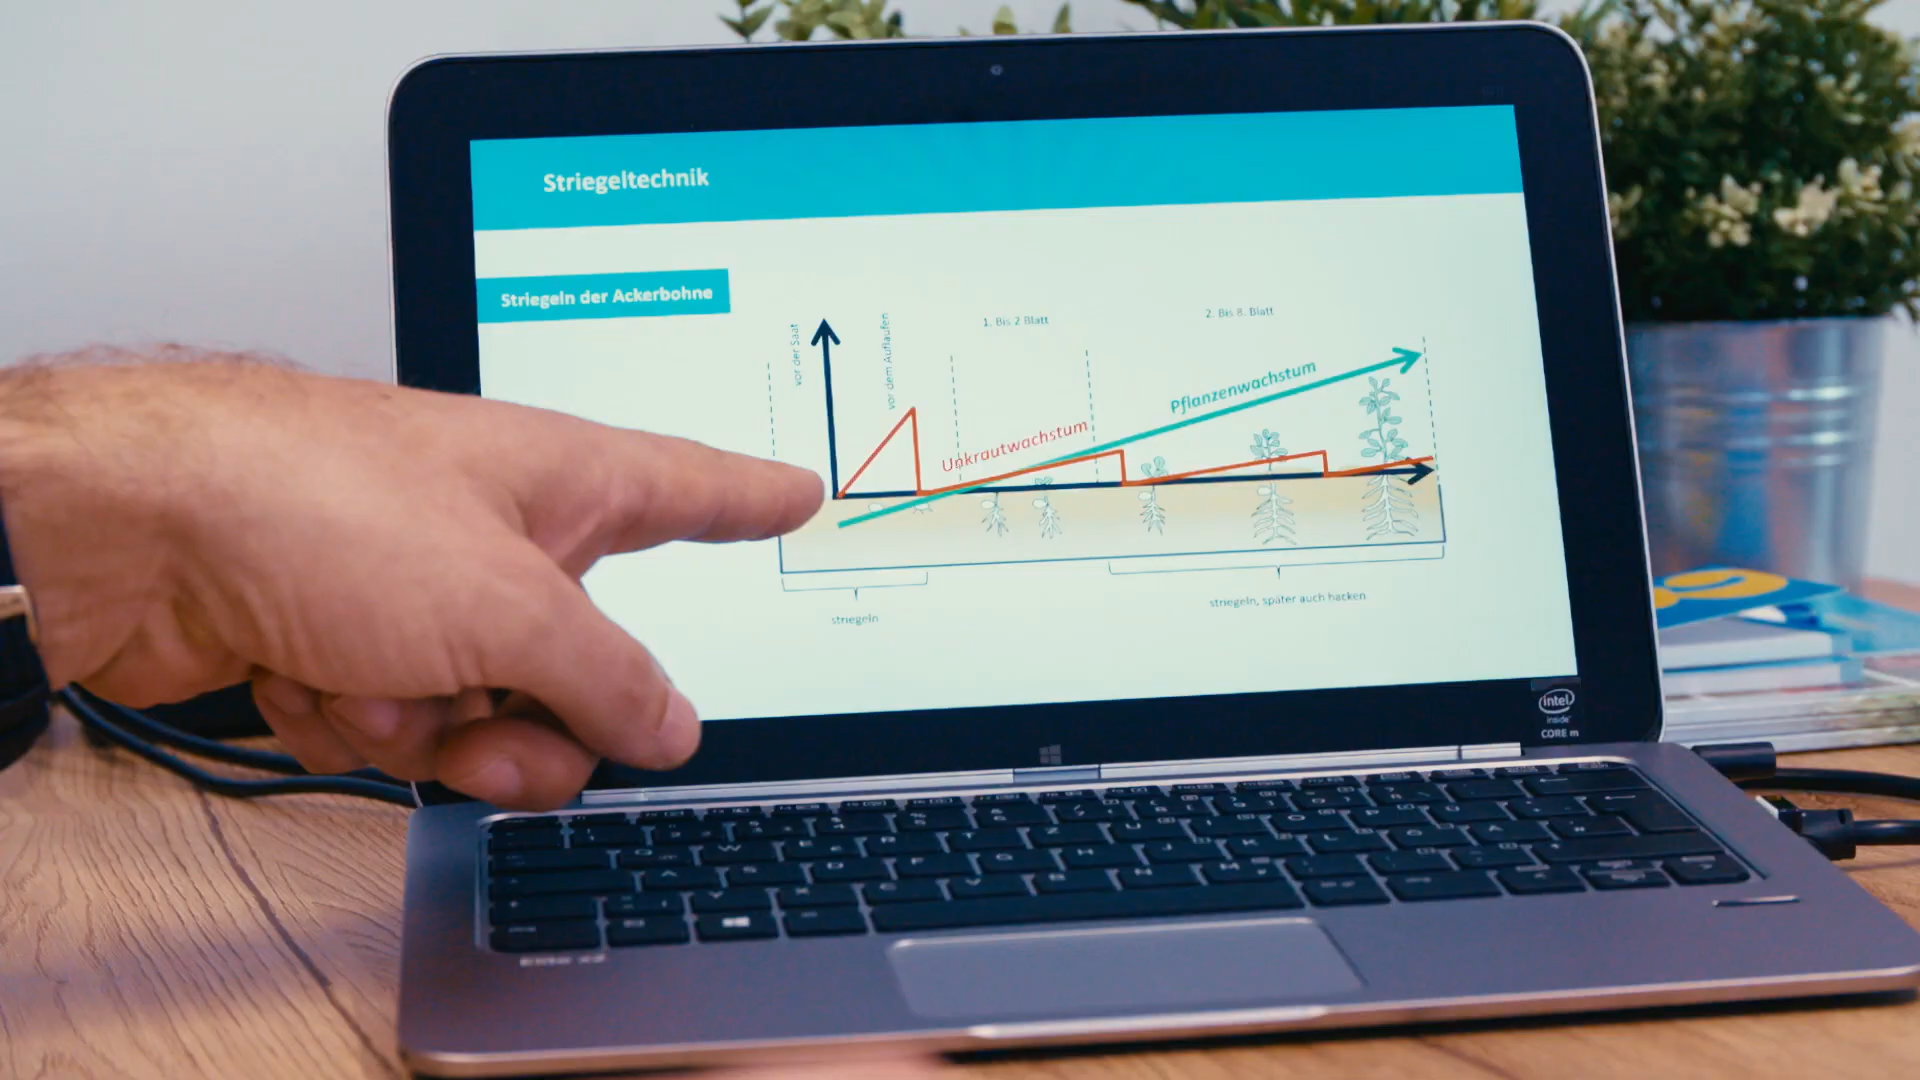 Striegeltechnik
Striegeln der Ackerbohne
vor der Saat
vor dem Auflaufen
1. Bis 2 Blatt
2. Bis 8. Blatt
Unkrautwachstum
Pflanzenwachstum
striegeln
striegeln, später auch hacken
intel
inside
CORE m